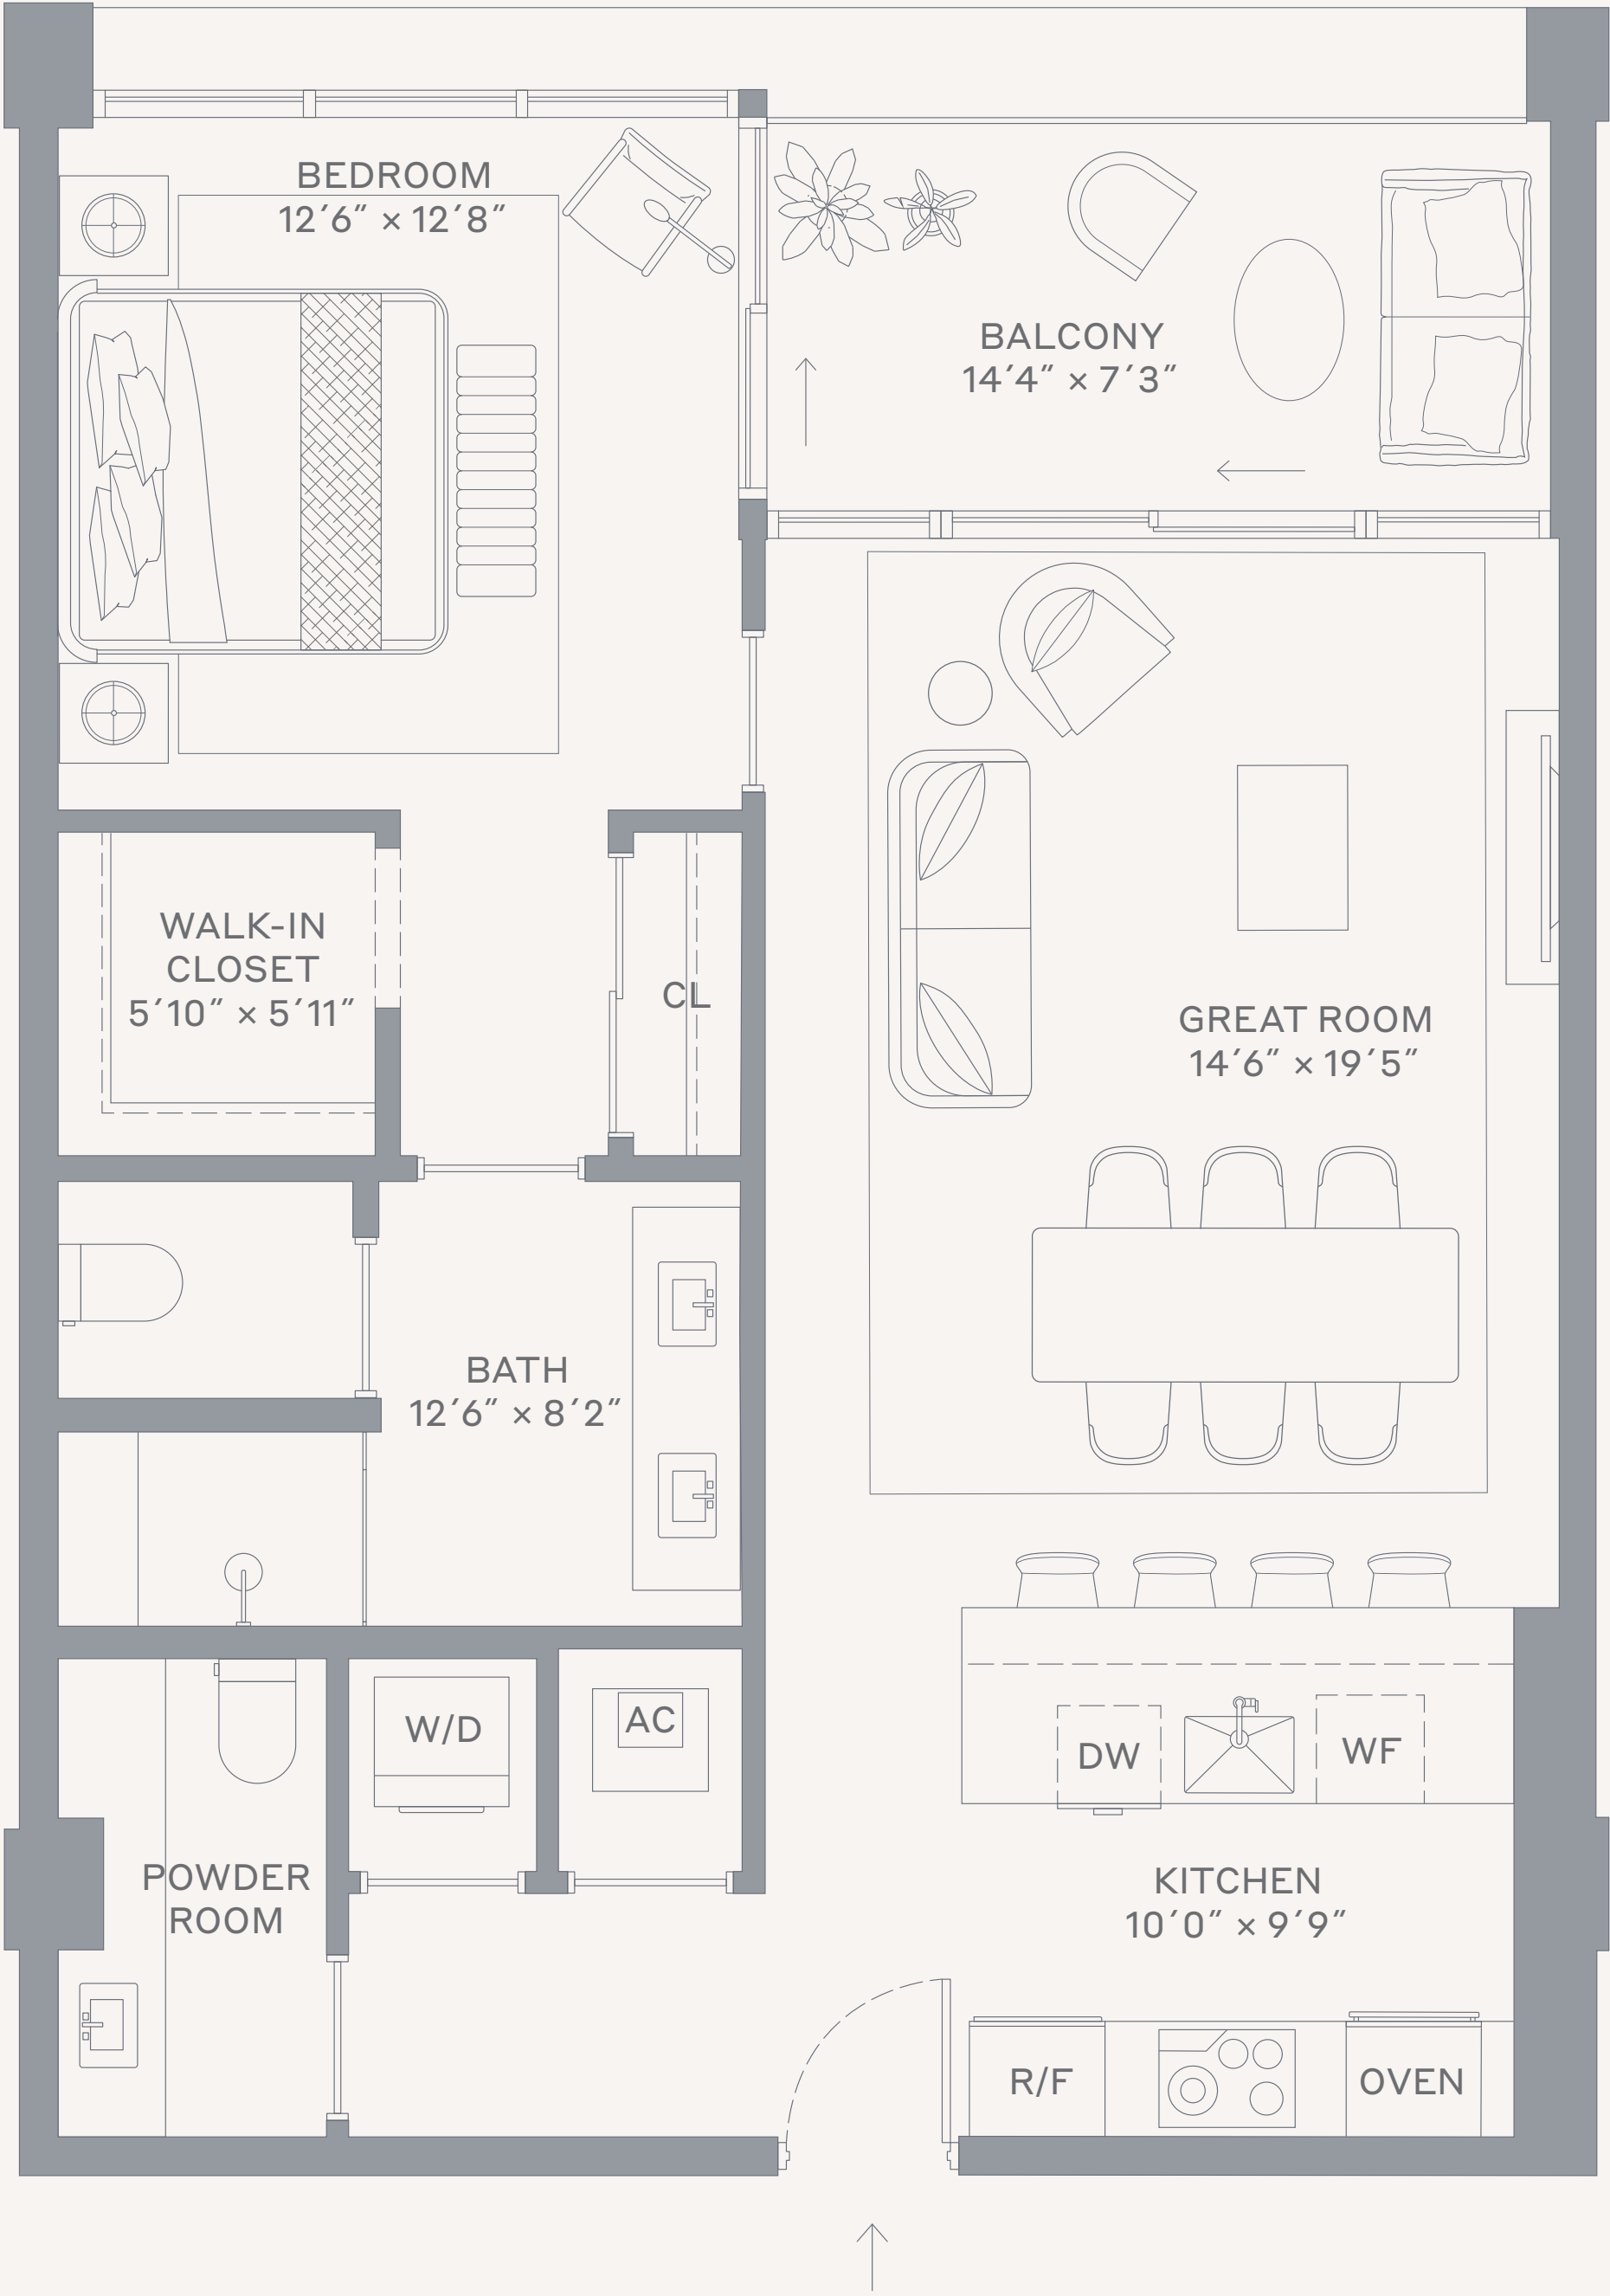 BEDROOM
12´6˝ × 12´8˝
BALCONY
14´4˝ × 7´3˝
WALK-IN
CLOSET
5´10˝ × 5´11˝
CL
GREAT ROOM
14´6˝ × 19´5˝
BATH
12´6˝ × 8´2˝
W/D
AC
DW
WF
POWDER
ROOM
KITCHEN
10´0˝ × 9´9˝
R/F
OVEN